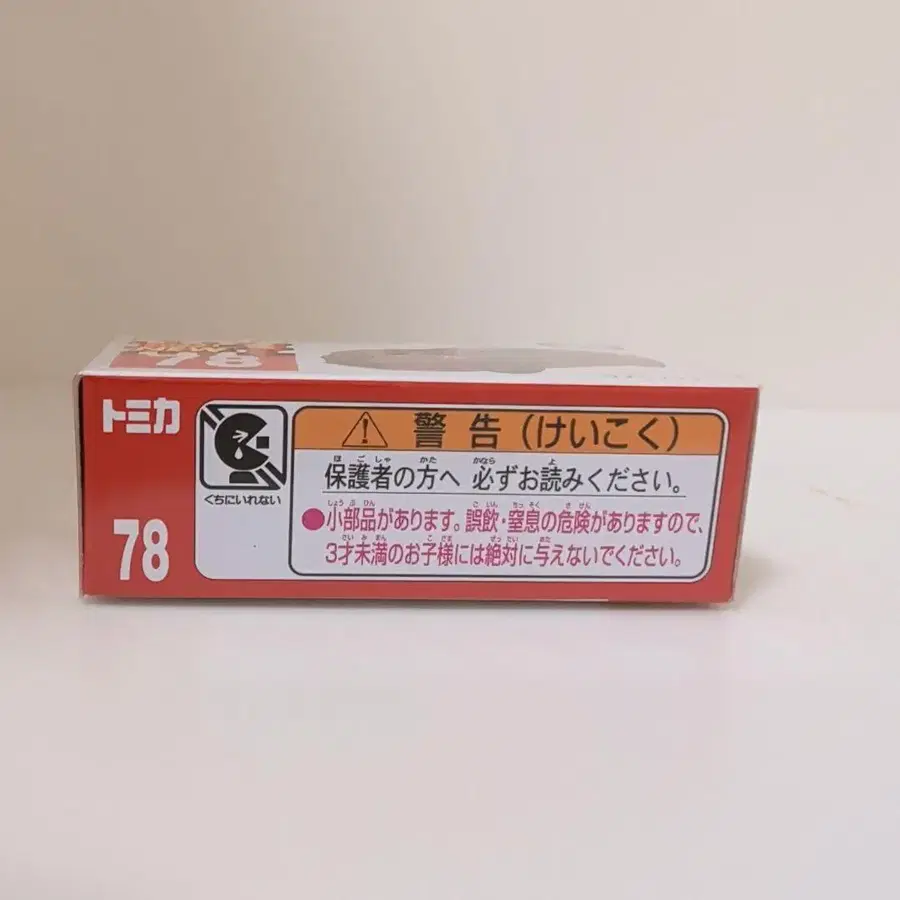 トミカ
78
くちにいれない
警告(けいこく)
保護者の方へ 必ずお読みください。
●小部品があります。誤飲・窒息の危険がありますので、
3才未満のお子様には絶対に与えないでください。